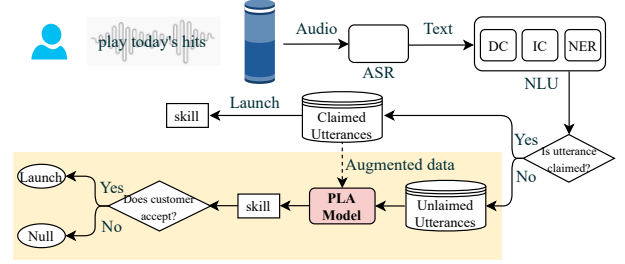 play today's hits
Audio
Text
ASR
DC
IC
NER
NLU
Launch
skill
Claimed
Utterances
Yes
Is utterance
claimed?
No
Augmented data
Launch
Yes
Does customer
accept?
No
Null
skill
PLA
Model
Unlaimed
Utterances